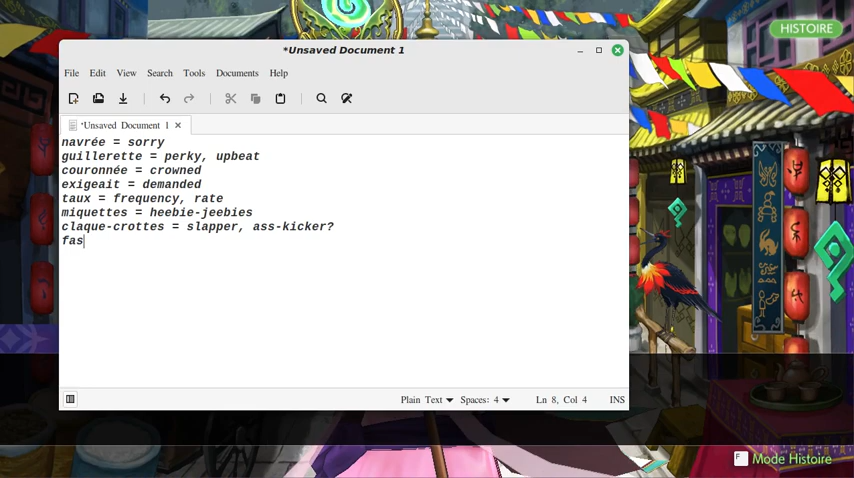 HISTOIRE
*Unsaved Document 1
File Edit View Search Tools Documents Help
*Unsaved Document 1
navrée = sorry
guillerette = perky, upbeat
couronnée = crowned
exigeait = demanded
taux = frequency, rate
miquettes = heebie-jeebies
claque-crottes = slapper, ass-kicker?
fas
Plain Text Spaces: 4 Ln 8, Col 4 INS
F Mode Histoire